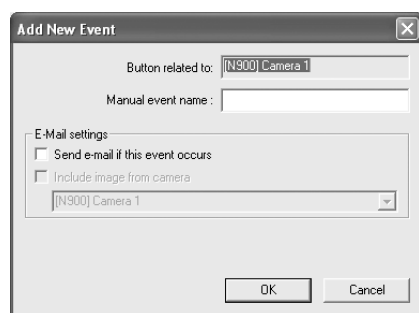 Add New Event
Button related to: [N900] Camera 1
Manual event name :
E-Mail settings
Send e-mail if this event occurs
Include image from camera
[N900] Camera 1
OK Cancel